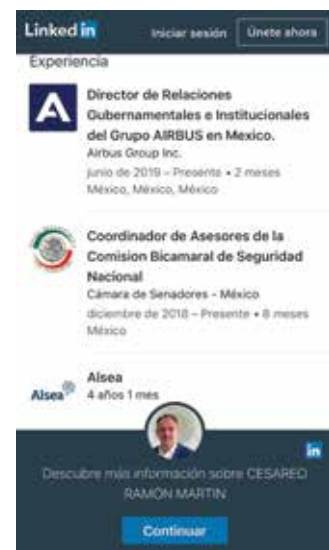 Linked in
Iniciar sesión
Únete ahora
Experiencia
Director de Relaciones
Gubernamentales e Institucionales
del Grupo AIRBUS en Mexico.
Airbus Group Inc.
junio de 2019 – Presente • 2 meses
México, México, México
Coordinador de Asesores de la
Comision Bicamaral de Seguridad
Nacional
Cámara de Senadores - México
diciembre de 2018 – Presente • 8 meses
México
Alsea
Alsea
4 años 1 mes
in
Descubre más información sobre CESAREO
RAMÓN MARTIN
Continuar